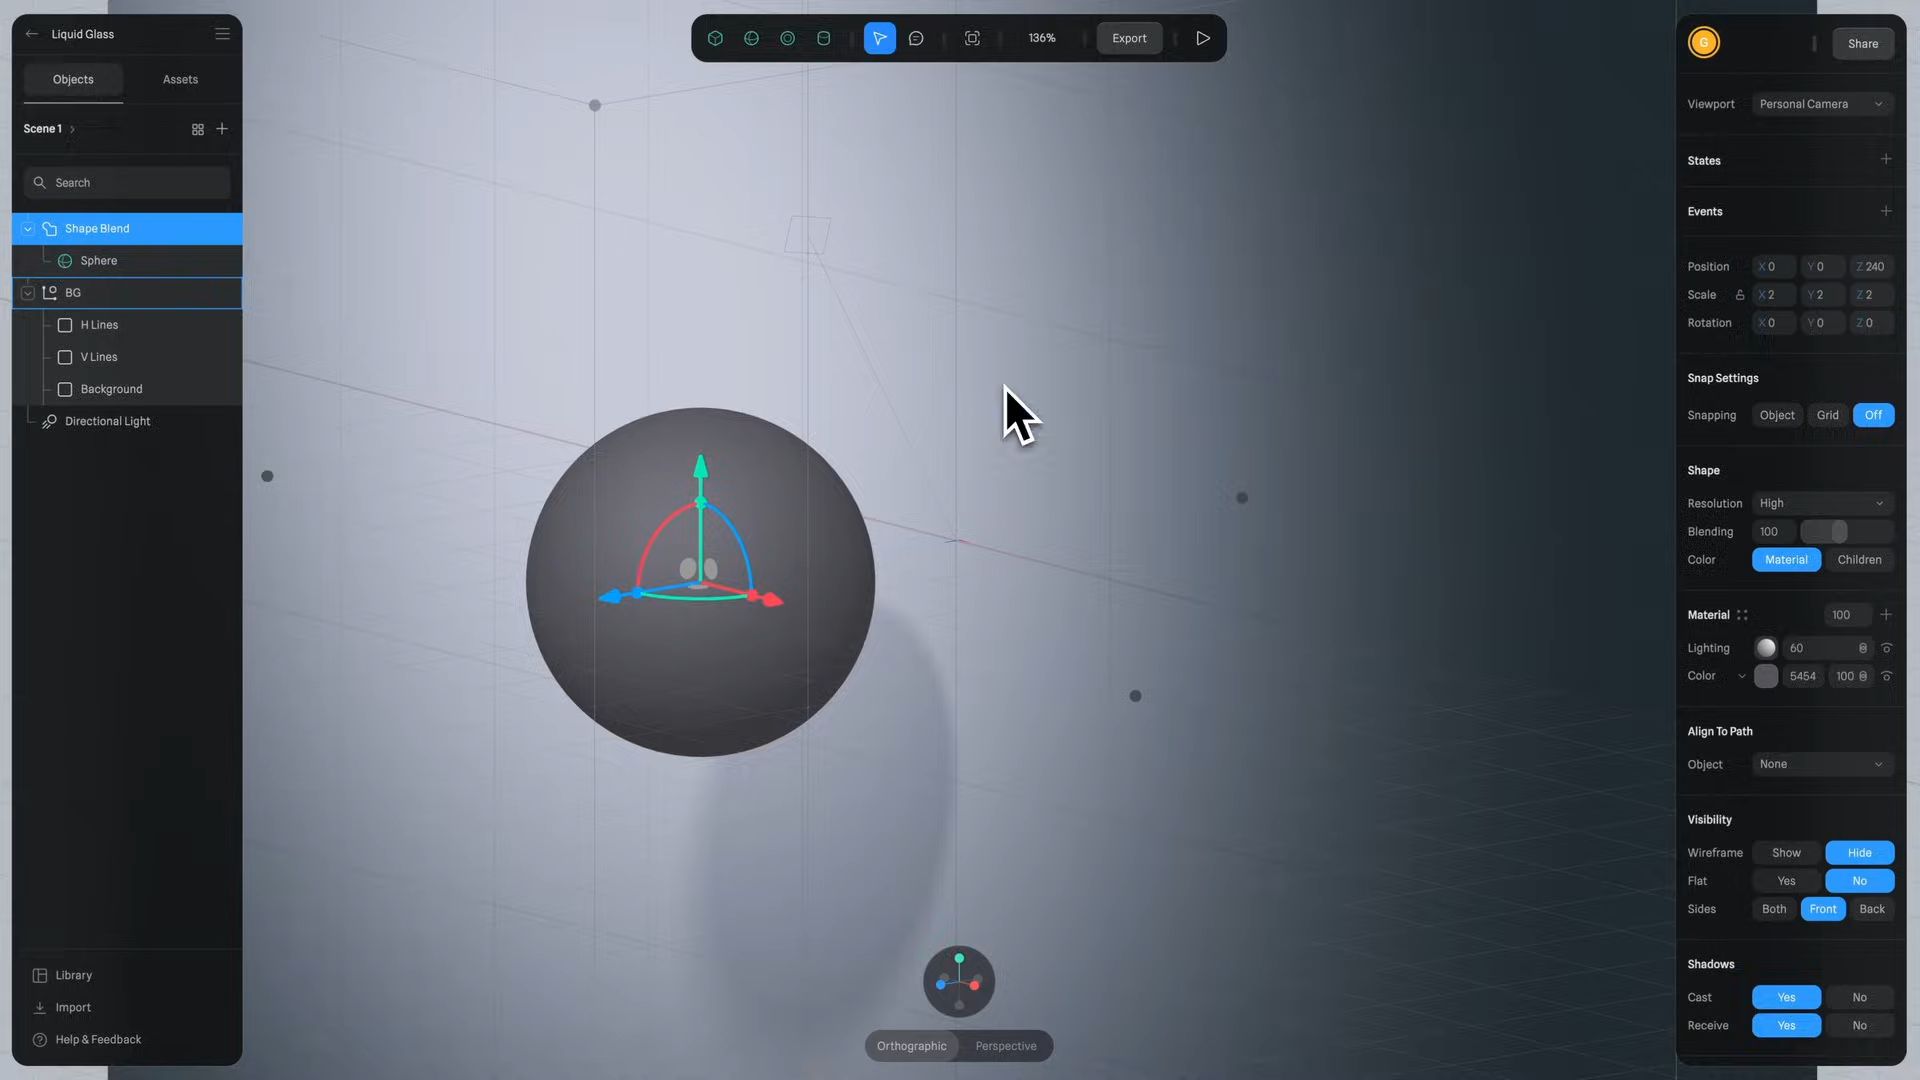 Liquid Glass
Objects
Assets
Scene 1
Search
Shape Blend
Sphere
BG
H Lines
V Lines
Background
Directional Light
Library
Import
Help & Feedback
136%
Export
Orthographic
Perspective
G
Share
Viewport Personal Camera
States
Events
Position X 0 Y 0 Z 240
Scale X 2 Y 2 Z 2
Rotation X 0 Y 0 Z 0
Snap Settings
Snapping Object Grid Off
Shape
Resolution High
Blending 100
Color Material Children
Material 100
Lighting 60
Color 5454 100
Align To Path
Object None
Visibility
Wireframe Show Hide
Flat Yes No
Sides Both Front Back
Shadows
Cast Yes No
Receive Yes No